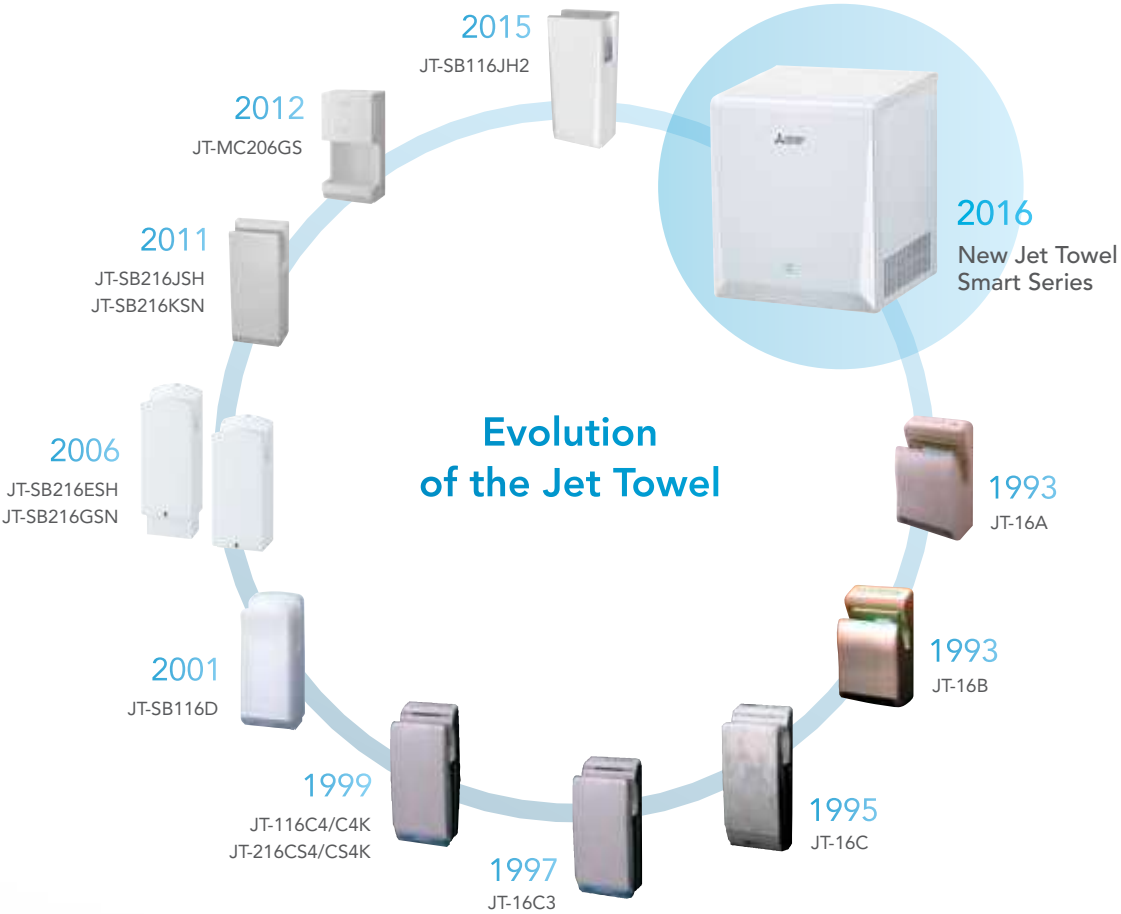 Evolution
of the Jet Towel
1993
JT-16A
1993
JT-16B
1995
JT-16C
1997
JT-16C3
1999
JT-116C4/C4K
JT-216CS4/CS4K
2001
JT-SB116D
2006
JT-SB216ESH
JT-SB216GSN
2011
JT-SB216JSH
JT-SB216KSN
2012
JT-MC206GS
2015
JT-SB116JH2
2016
New Jet Towel
Smart Series